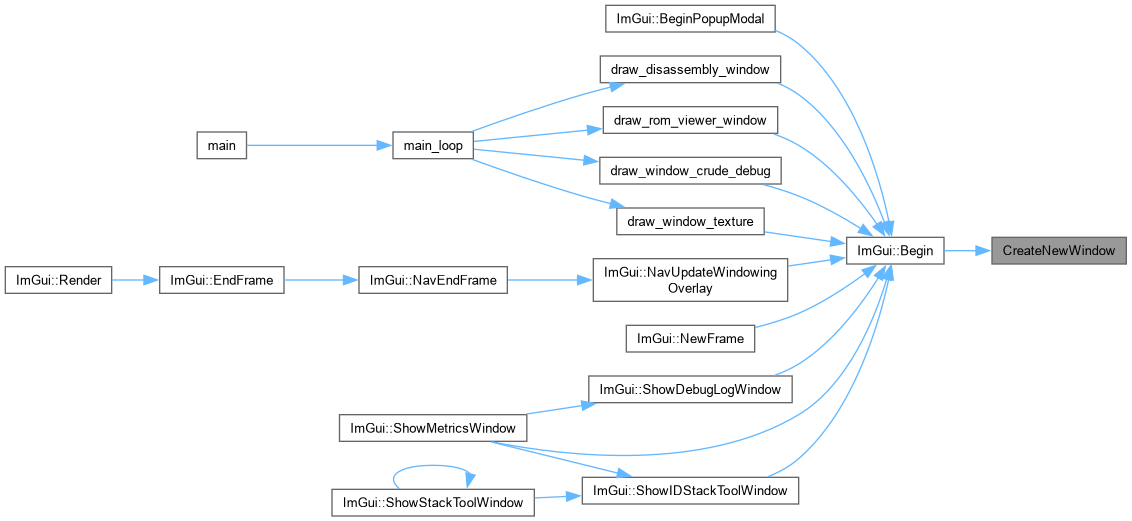 ImGui::BeginPopupModal
draw_disassembly_window
draw_rom_viewer_window
main
main_loop
draw_window_crude_debug
draw_window_texture
ImGui::Begin
CreateNewWindow
ImGui::Render
ImGui::EndFrame
ImGui::NavEndFrame
ImGui::NavUpdateWindowing
Overlay
ImGui::NewFrame
ImGui::ShowDebugLogWindow
ImGui::ShowMetricsWindow
ImGui::ShowStackToolWindow
ImGui::ShowIDStackToolWindow